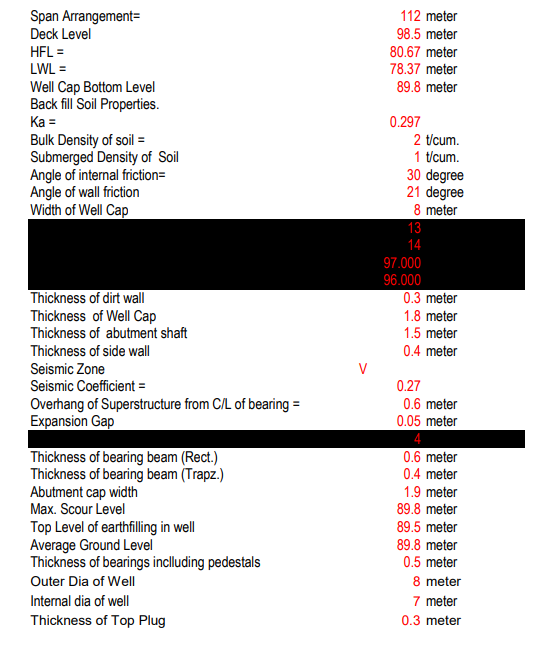 Span Arrangement= 112 meter
Deck Level 98.5 meter
HFL = 80.67 meter
LWL = 78.37 meter
Well Cap Bottom Level 89.8 meter
Back fill Soil Properties.
Ka = 0.297
Bulk Density of soil = 2 t/cum.
Submerged Density of Soil 1 t/cum.
Angle of internal friction= 30 degree
Angle of wall friction 21 degree
Width of Well Cap 8 meter
13
14
97.000
96.000
Thickness of dirt wall 0.3 meter
Thickness of Well Cap 1.8 meter
Thickness of abutment shaft 1.5 meter
Thickness of side wall 0.4 meter
Seismic Zone V
Seismic Coefficient = 0.27
Overhang of Superstructure from C/L of bearing = 0.6 meter
Expansion Gap 0.05 meter
4
Thickness of bearing beam (Rect.) 0.6 meter
Thickness of bearing beam (Trapz.) 0.4 meter
Abutment cap width 1.9 meter
Max. Scour Level 89.8 meter
Top Level of earthfilling in well 89.5 meter
Average Ground Level 89.8 meter
Thickness of bearings including pedestals 0.5 meter
Outer Dia of Well 8 meter
Internal dia of well 7 meter
Thickness of Top Plug 0.3 meter